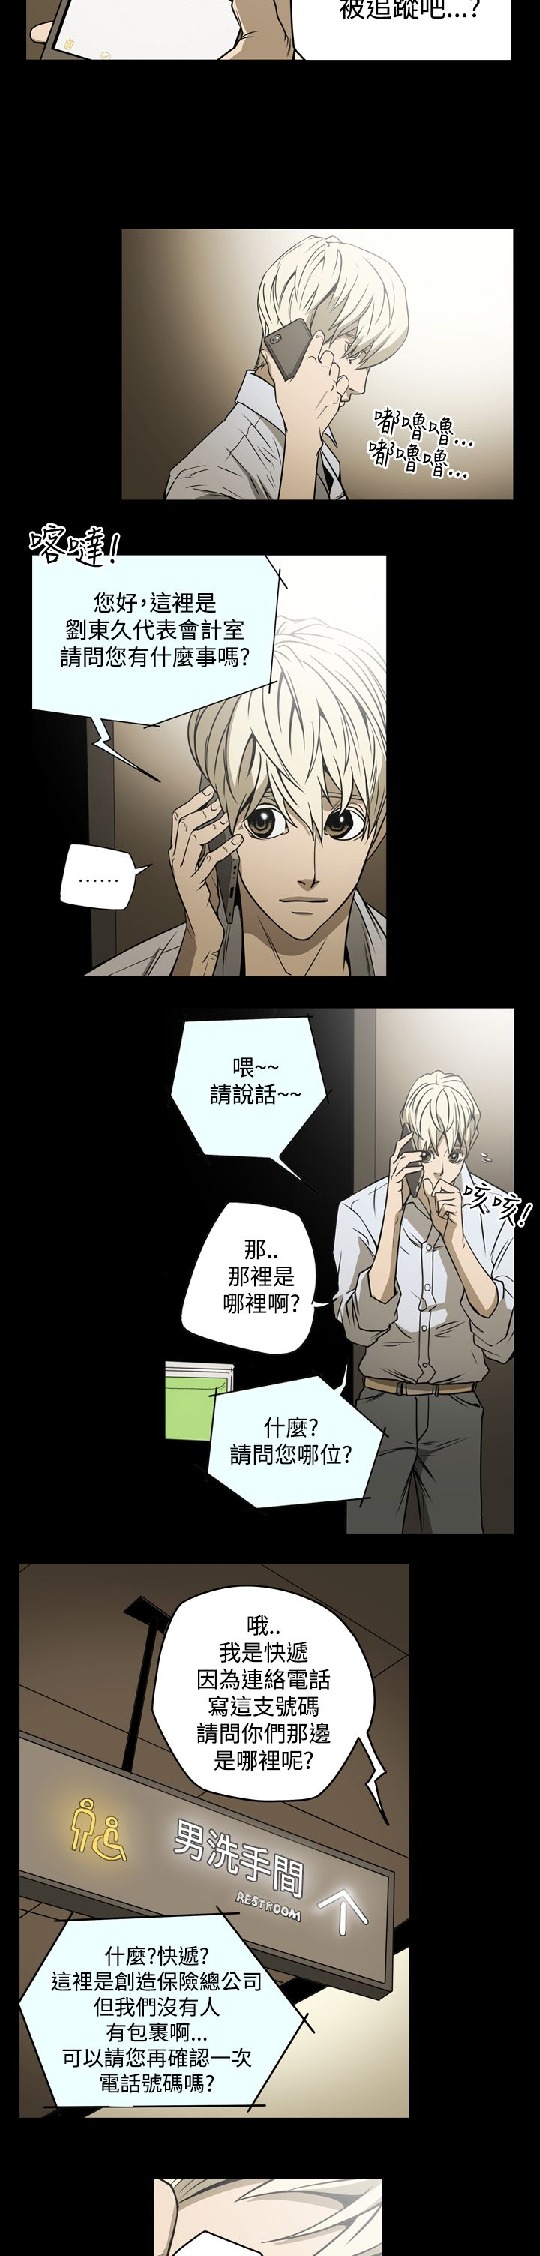 被追蹤吧...?
嘟嚕嚕...
嘟嚕嚕...
喀噠!
您好,這裡是
劉東久代表會計室
請問您有什麼事嗎?
......
喂~~
請說話~~
咳咳!
那..
那裡是
哪裡啊?
什麼?
請問您哪位?
哦..
我是快遞
因為連絡電話
寫這支號碼
請問你們那邊
是哪裡呢?
男洗手間
RESTROOM
什麼?快遞?
這裡是創造保險總公司
但我們沒有人
有包裹啊...
可以請您再確認一次
電話號碼嗎?